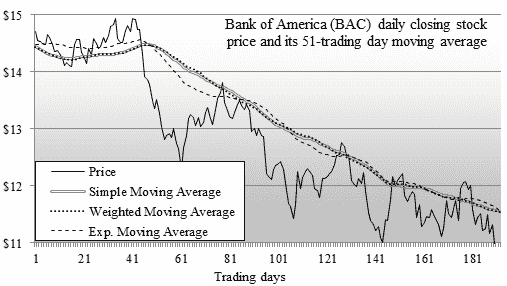 Bank of America (BAC) daily closing stock
price and its 51-trading day moving average
$15
$14
$13
$12
$11
Price
Simple Moving Average
Weighted Moving Average
Exp. Moving Average
1 21 41 61 81 101 121 141 161 181
Trading days